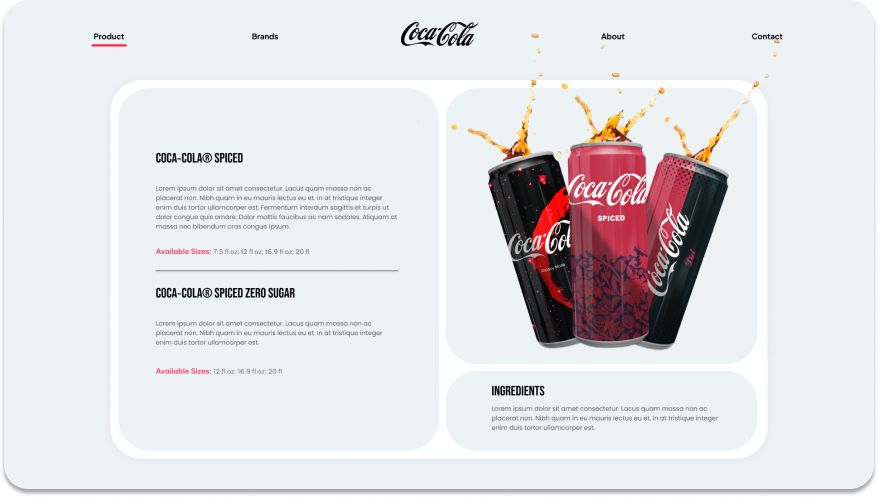 Product
Brands
Coca-Cola
About
Contact
COCA-COLA® SPICED
Lorem ipsum dolor sit amet consectetur. Lacus quam massa non ac
placerat non. Nibh quam in eu mauris lectus eu et. In at tristique integer
enim duis tortor ullamcorper est. Fermentum interdum sagittis et turpis ut
dolor congue quis ornare. Dolor mattis faucibus ac nam sodales. Aliquam at
massa nec bibendum cras congue ipsum.
Available Sizes: 7.5 fl oz; 12 fl oz; 16.9 fl oz; 20 fl
COCA-COLA® SPICED ZERO SUGAR
Lorem ipsum dolor sit amet consectetur. Lacus quam massa non ac
placerat non. Nibh quam in eu mauris lectus eu et. In at tristique integer
enim duis tortor ullamcorper est.
Available Sizes: 12 fl oz; 16.9 fl oz; 20 fl
Coca-Cola
Coca-Cola
SPICED
Coca-Cola
INGREDIENTS
Lorem ipsum dolor sit amet consectetur. Lacus quam massa non ac
placerat non. Nibh quam in eu mauris lectus eu et. In at tristique integer
enim duis tortor ullamcorper est.